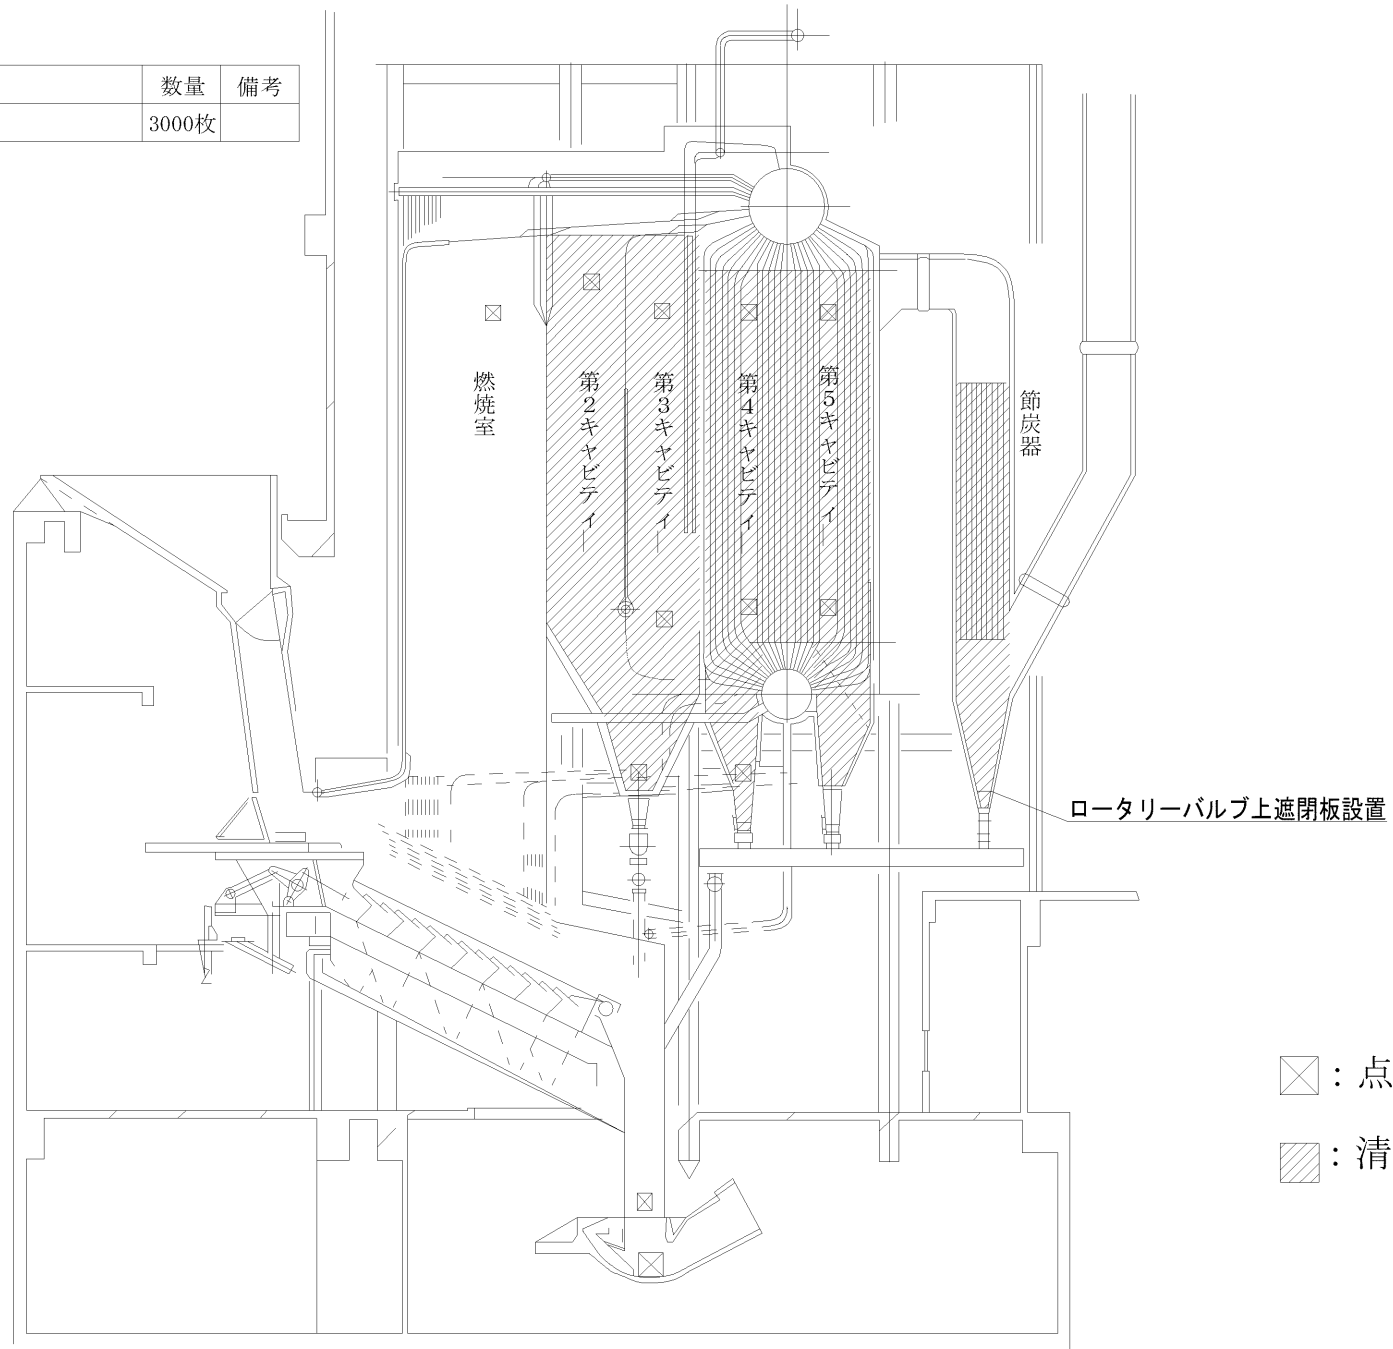 数量 備考
3000枚
燃焼室
第2キャビティー
第3キャビティー
第4キャビティー
第5キャビティー
節炭器
ロータリーバルブ上遮閉板設置
：点
：清